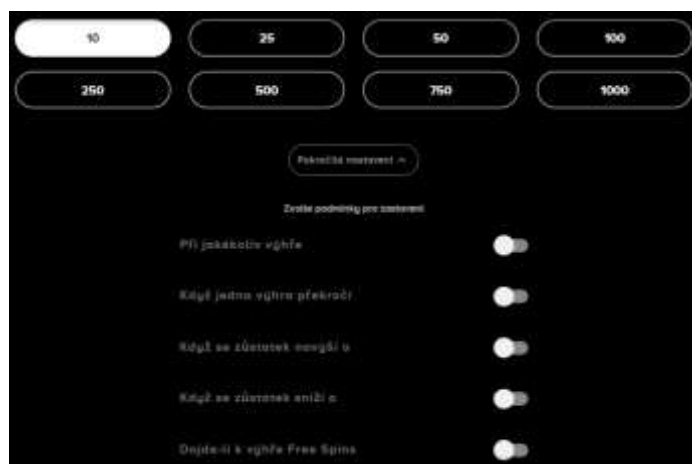 10 25 50 100
250 500 750 1000
Pokročilá nastavení
Zvolte podmínky pro zastavení
Při jakékoliv výhře
Když jedna výhra překročí
Když se zůstatek navýší o
Když se zůstatek sníží o
Dojde-li k výhře Free Spins